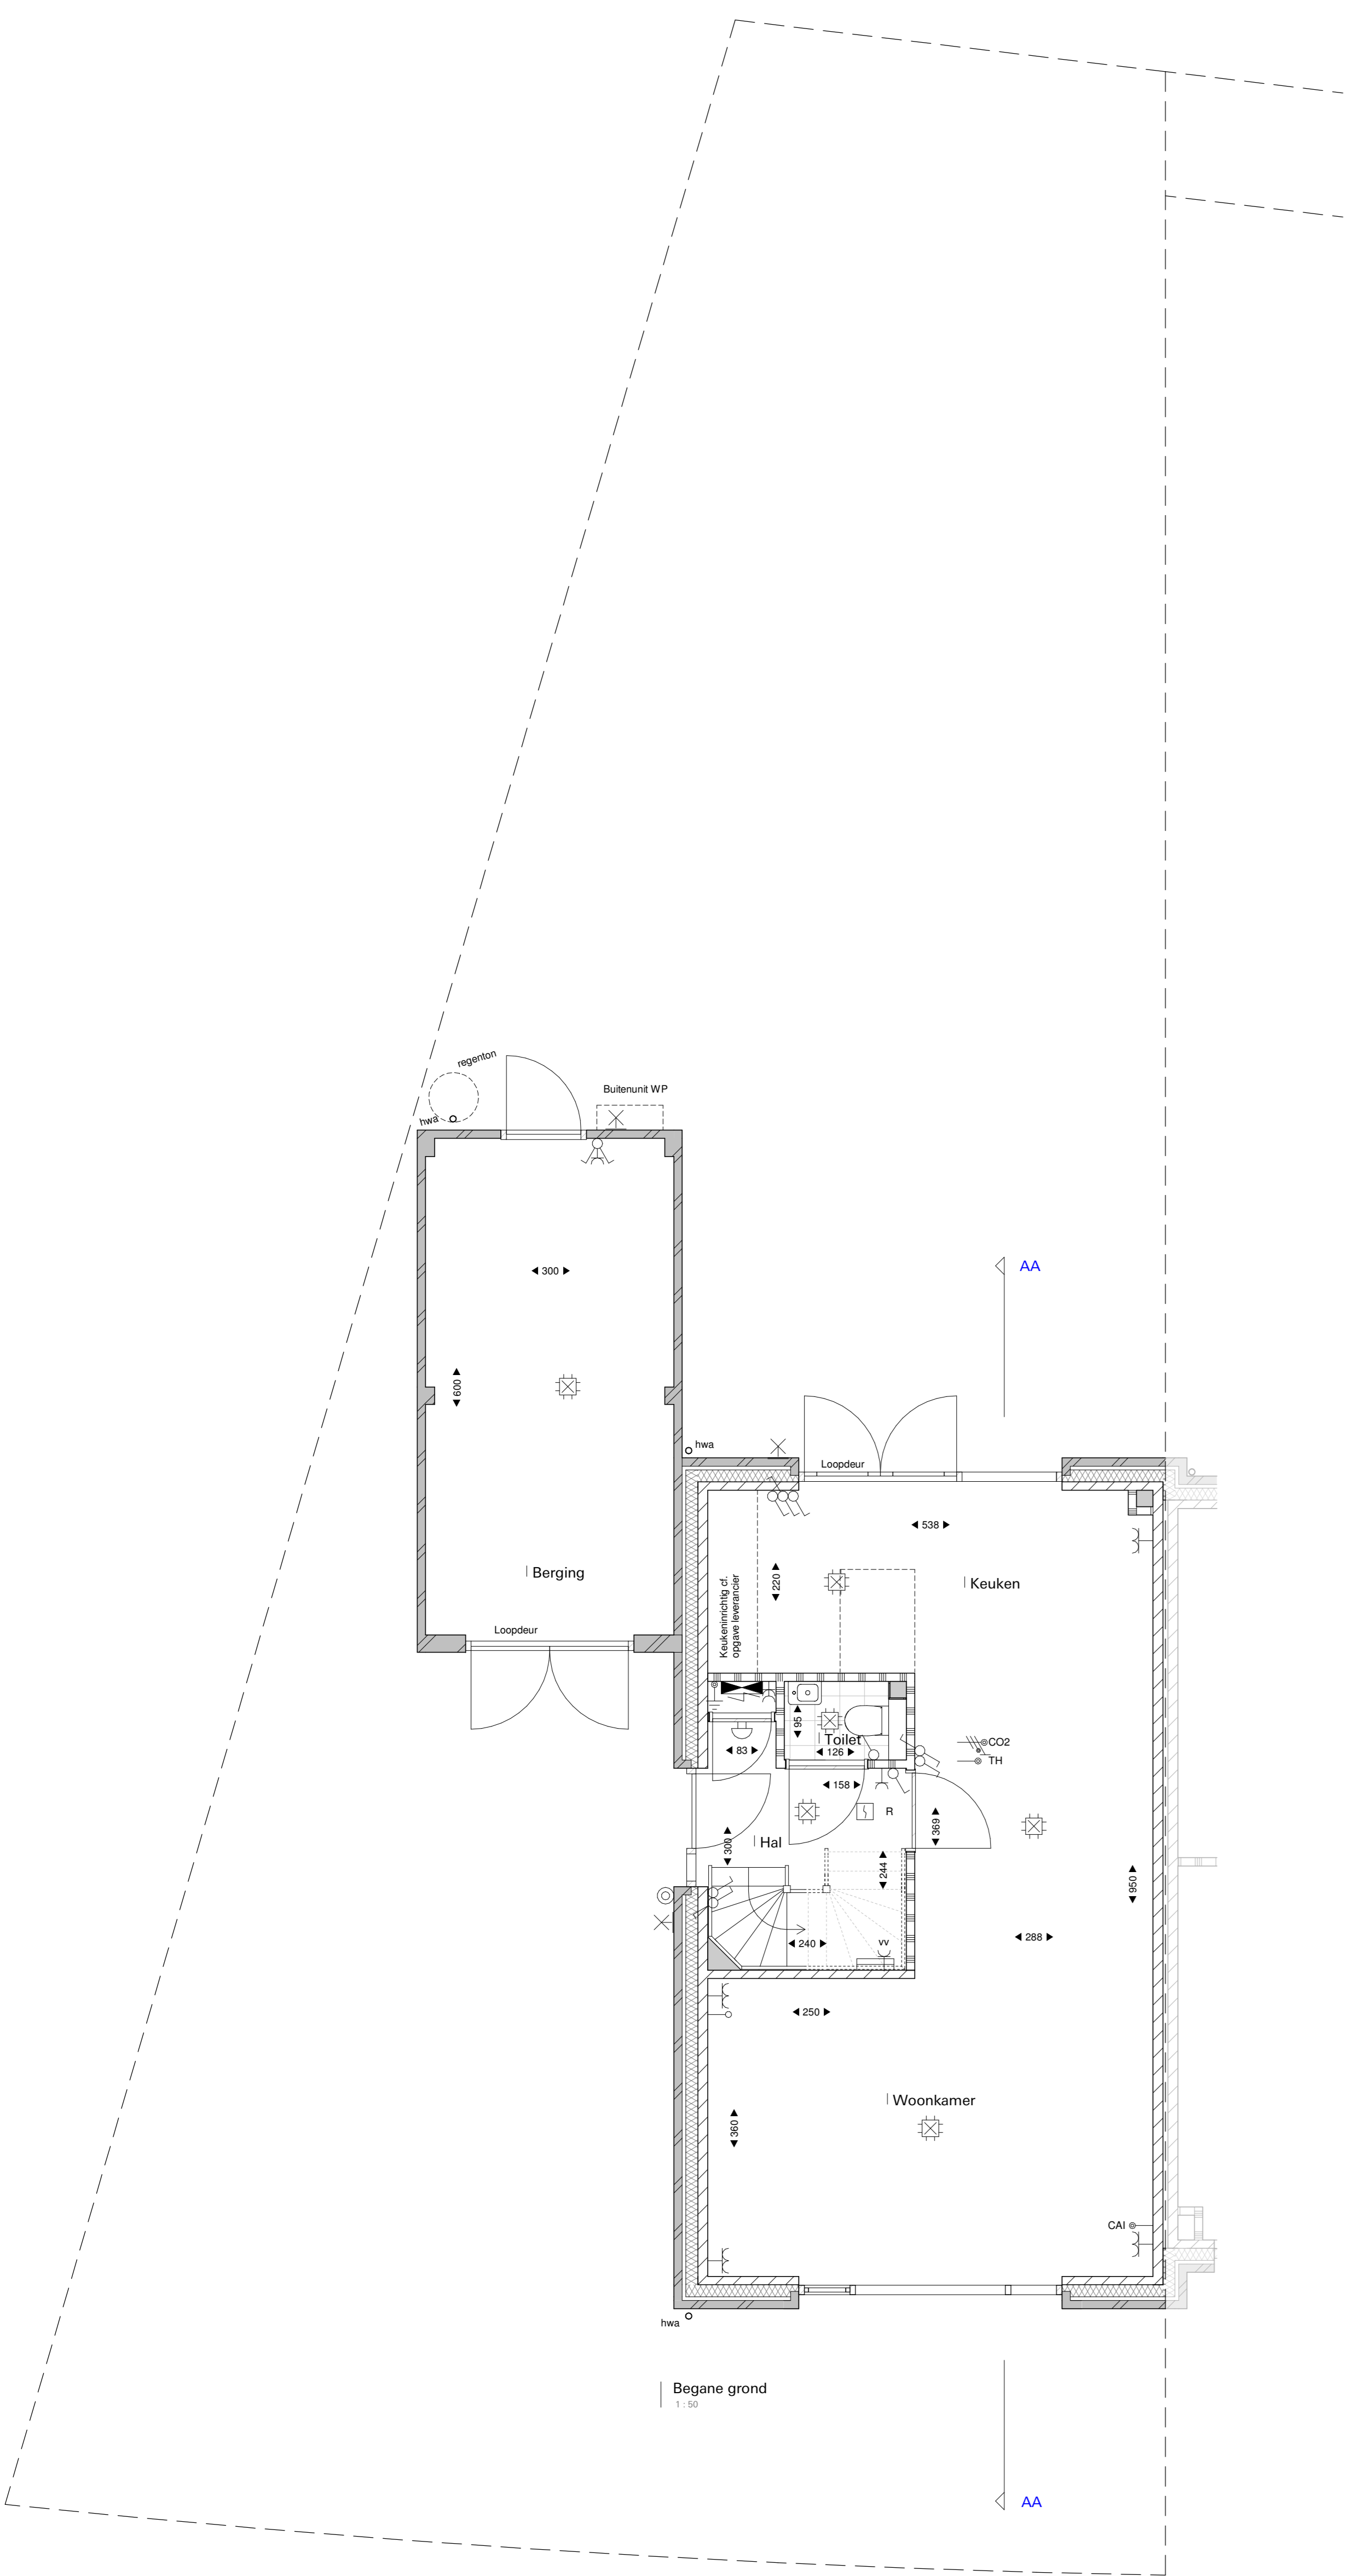 regenton
hwa
Buitenunit WP
300
AA
600
hwa
Loopdeur
538
Berging
220
Keuken
Keukeninrichtig cf.
opgave leverancier
Loopdeur
95
Toilet
83
126
CO2
TH
158
R
369
Hal
300
244
950
288
240
vv
250
Woonkamer
360
CAI
hwa
Begane grond
1 : 50
AA